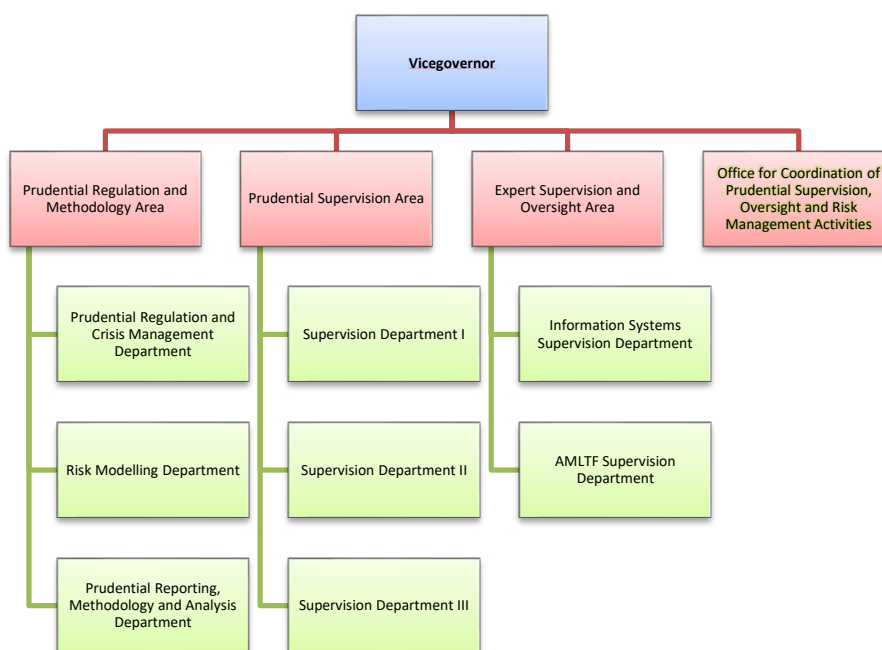 Vicegovernor
Prudential Regulation and
Methodology Area
Prudential Supervision Area
Expert Supervision and
Oversight Area
Office for Coordination of
Prudential Supervision,
Oversight and Risk
Management Activities
Prudential Regulation and
Crisis Management
Department
Supervision Department I
Information Systems
Supervision Department
Risk Modelling Department
Supervision Department II
AMLTF Supervision
Department
Prudential Reporting,
Methodology and Analysis
Department
Supervision Department III